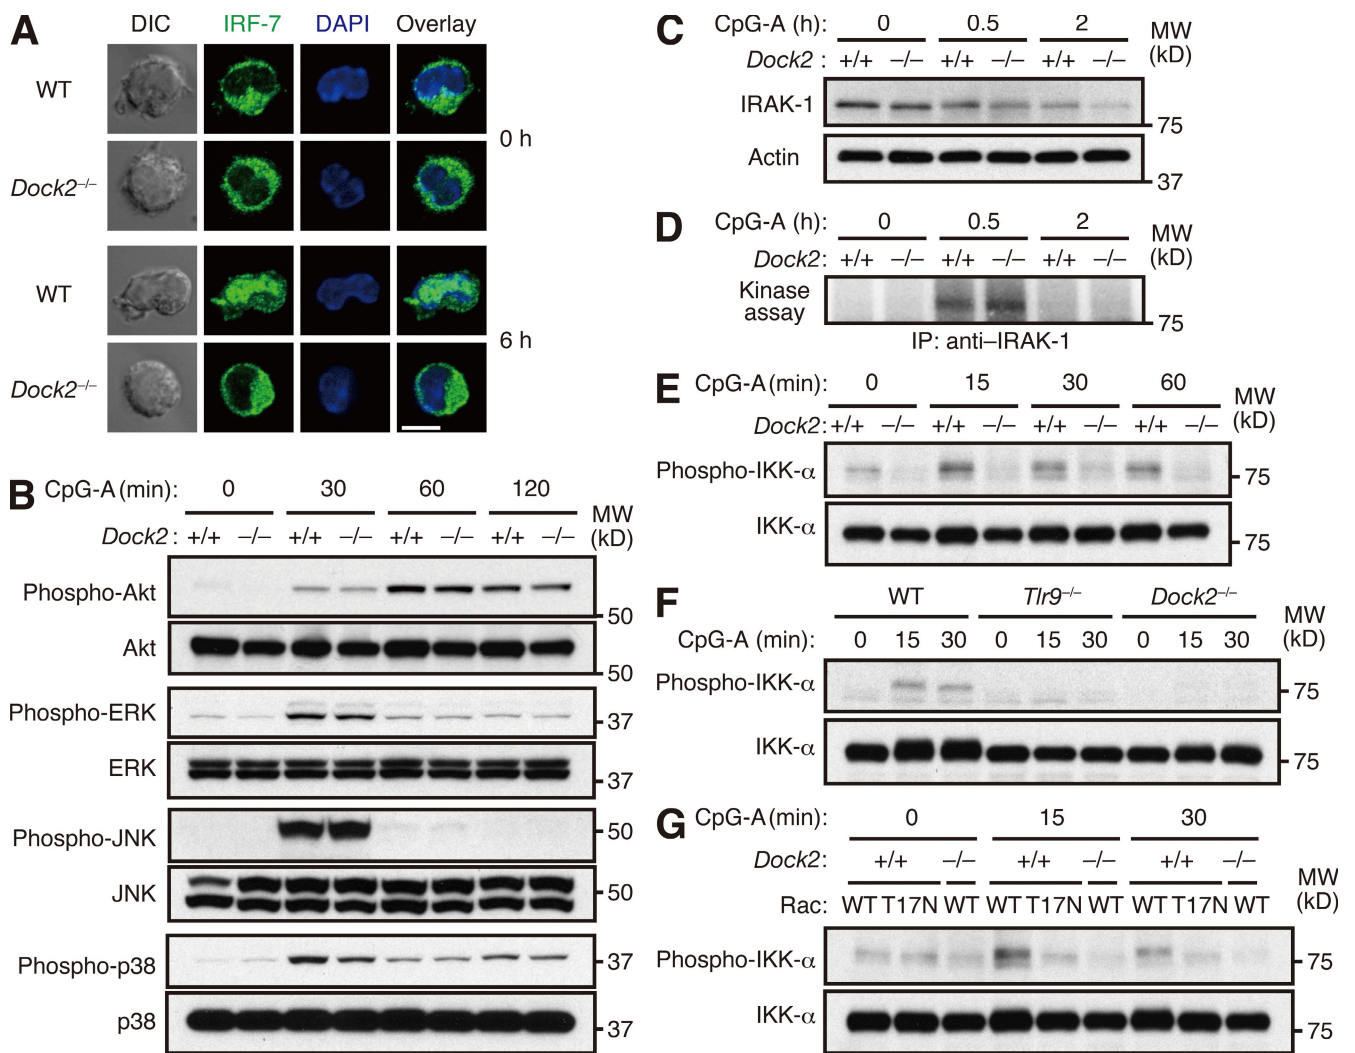 A
DIC IRF-7 DAPI Overlay
WT
0 h
Dock2–/–
WT
6 h
Dock2–/–
B CpG-A (min): 0 30 60 120
MW
(kD)
Dock2 : +/+ –/– +/+ –/– +/+ –/– +/+ –/–
Phospho-Akt
50
Akt
50
Phospho-ERK
37
ERK
37
Phospho-JNK
50
JNK
50
Phospho-p38
37
p38
37
C CpG-A (h): 0 0.5 2
MW
(kD)
Dock2 : +/+ –/– +/+ –/– +/+ –/–
IRAK-1
75
Actin
37
D CpG-A (h): 0 0.5 2
MW
(kD)
Dock2: +/+ –/– +/+ –/– +/+ –/–
Kinase
assay
75
IP: anti–IRAK-1
E CpG-A (min): 0 15 30 60
MW
(kD)
Dock2: +/+ –/– +/+ –/– +/+ –/– +/+ –/–
Phospho-IKK-α
75
IKK-α
75
F WT Tlr9–/– Dock2–/–
MW
(kD)
CpG-A (min): 0 15 30 0 15 30 0 15 30
Phospho-IKK-α
75
IKK-α
75
G CpG-A (min): 0 15 30
Dock2: +/+ –/– +/+ –/– +/+ –/–
MW
(kD)
Rac: WT T17N WT WT T17N WT WT T17N WT
Phospho-IKK-α
75
IKK-α
75